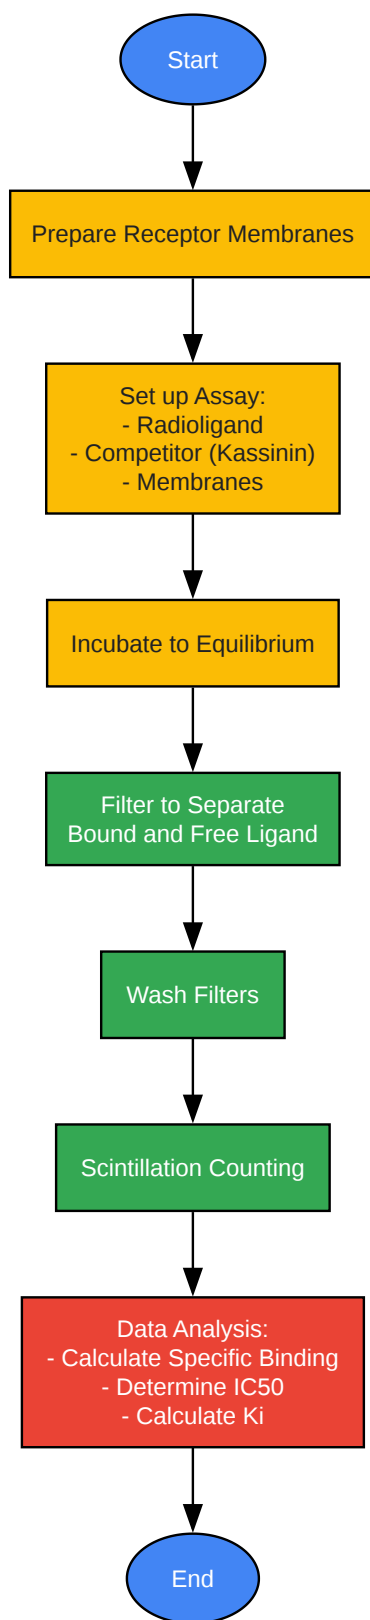 Start
Prepare Receptor Membranes
Set up Assay:
- Radioligand
- Competitor (Kassinin)
- Membranes
Incubate to Equilibrium
Filter to Separate
Bound and Free Ligand
Wash Filters
Scintillation Counting
Data Analysis:
- Calculate Specific Binding
- Determine IC50
- Calculate Ki
End